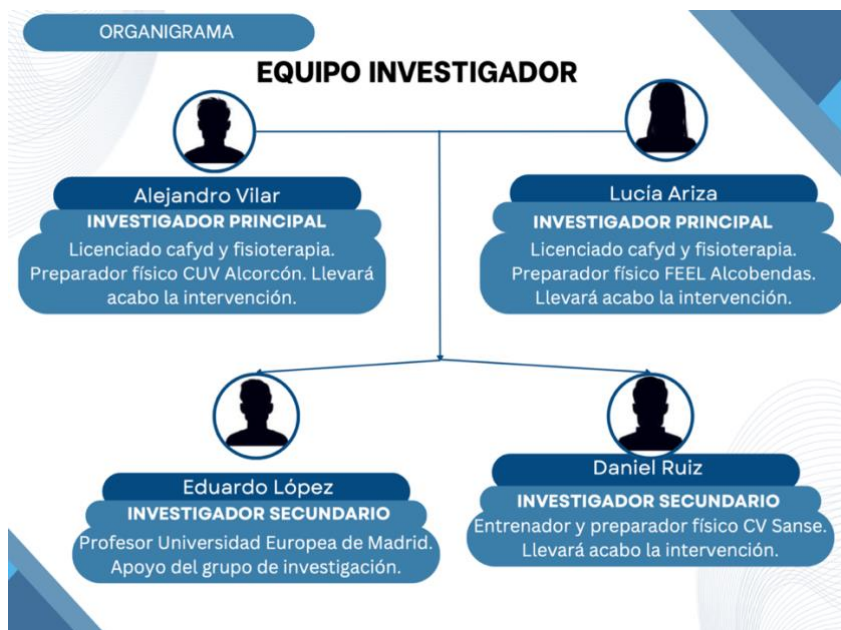 ORGANIGRAMA
EQUIPO INVESTIGADOR
Alejandro Vilar
INVESTIGADOR PRINCIPAL
Licenciado cafyd y fisioterapia.
Preparador físico CUV Alcorcón. Llevará
acabo la intervención.
Lucía Ariza
INVESTIGADOR PRINCIPAL
Licenciado cafyd y fisioterapia.
Preparador físico FEEL Alcobendas.
Llevará acabo la intervención.
Eduardo López
INVESTIGADOR SECUNDARIO
Profesor Universidad Europea de Madrid.
Apoyo del grupo de investigación.
Daniel Ruiz
INVESTIGADOR SECUNDARIO
Entrenador y preparador físico CV Sanse.
Llevará acabo la intervención.